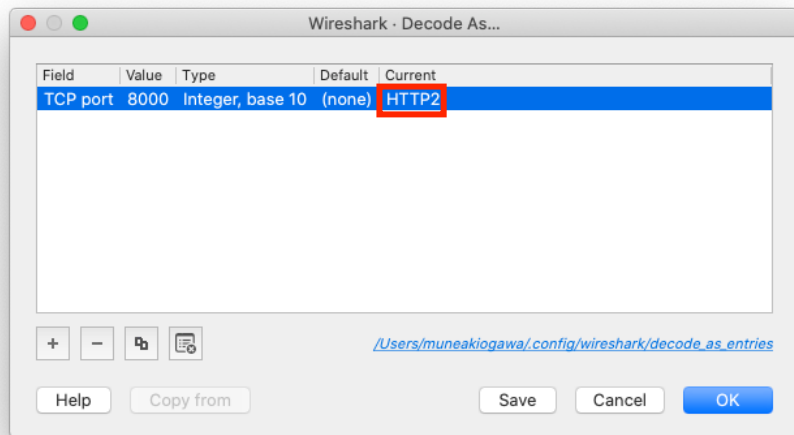 Wireshark · Decode As...
Field Value Type Default Current
TCP port 8000 Integer, base 10 (none) HTTP2
/Users/muneakiogawa/.config/wireshark/decode_as_entries
Help Copy from Save Cancel OK